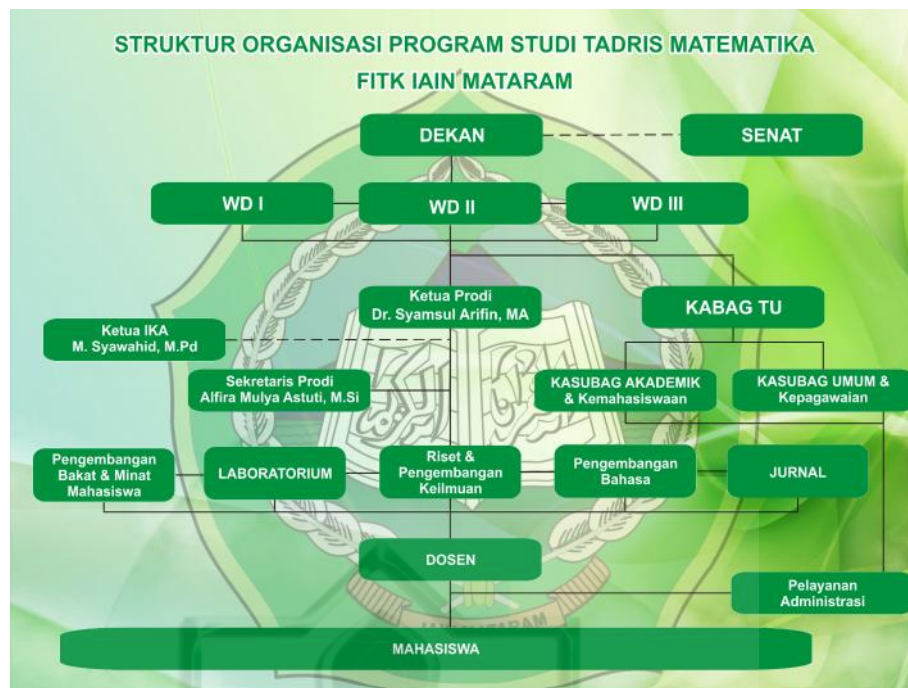 STRUKTUR ORGANISASI PROGRAM STUDI TADRIS MATEMATIKA
FITK IAIN MATARAM
DEKAN
SENAT
WD I
WD II
WD III
Ketua Prodi
Dr. Syamsul Arifin, MA
KABAG TU
Ketua IKA
M. Syawahid, M.Pd
Sekretaris Prodi
Alfira Mulya Astuti, M.Si
KASUBAG AKADEMIK
& Kemahasiswaan
KASUBAG UMUM &
Kepagawaian
Pengembangan
Bakat & Minat
Mahasiswa
LABORATORIUM
Riset &
Pengembangan
Keilmuan
Pengembangan
Bahasa
JURNAL
DOSEN
Pelayanan
Administrasi
IAIN MATARAM
MAHASISWA